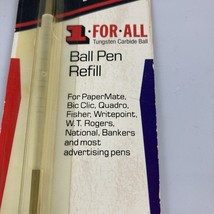 1·FOR·ALL
Tungsten Carbide Ball
Ball Pen
Refill
For PaperMate,
Bic Clic, Quadro,
Fisher, Writepoint,
W.T. Rogers,
National, Bankers
and most
advertising pens